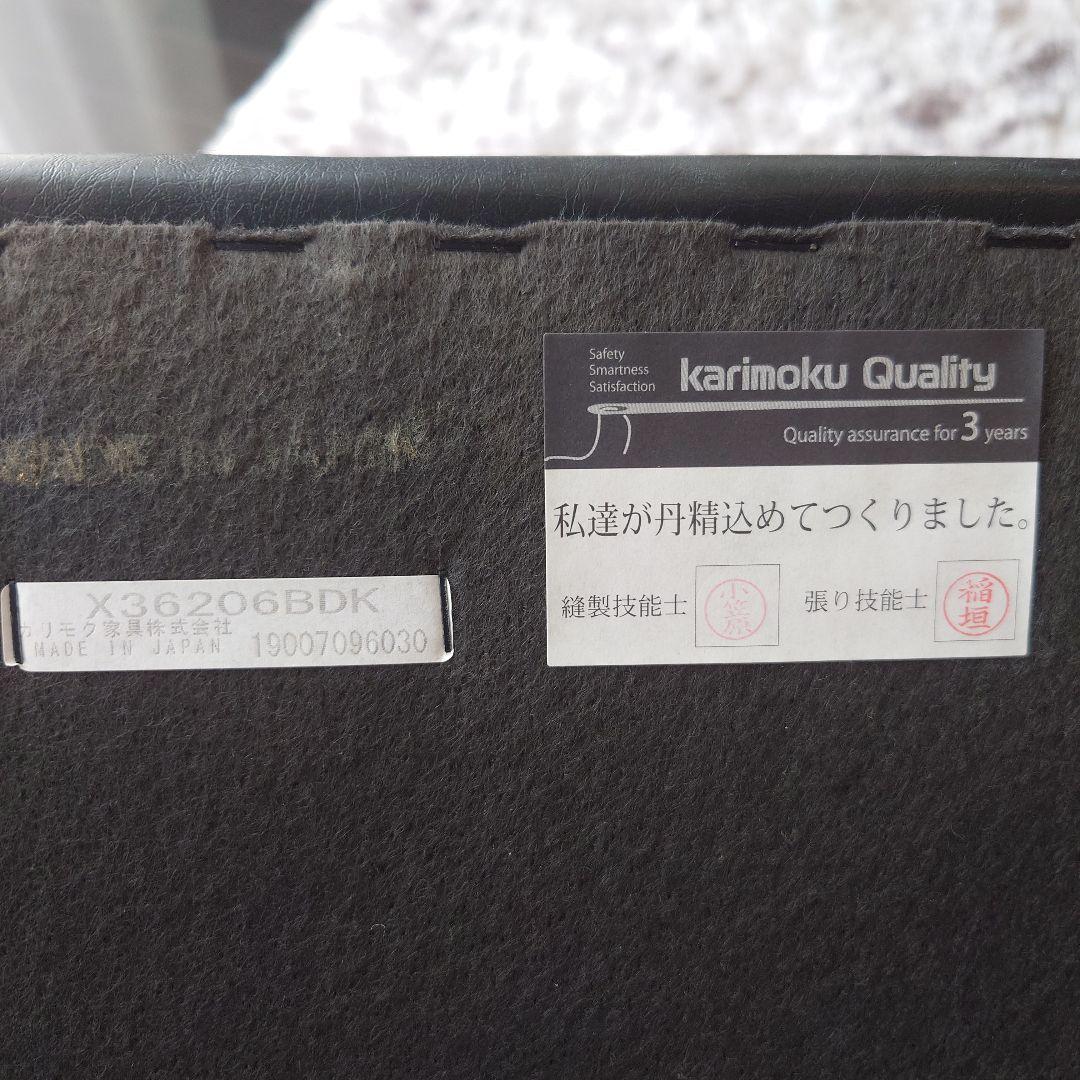 Safety
Smartness
Satisfaction
karimoku Quality
Quality assurance for 3 years
私達が丹精込めてつくりました。
縫製技能士
小笠原
張り技能士
稲垣
X36206BDK
カリモク家具株式会社
MADE IN JAPAN
19007096030